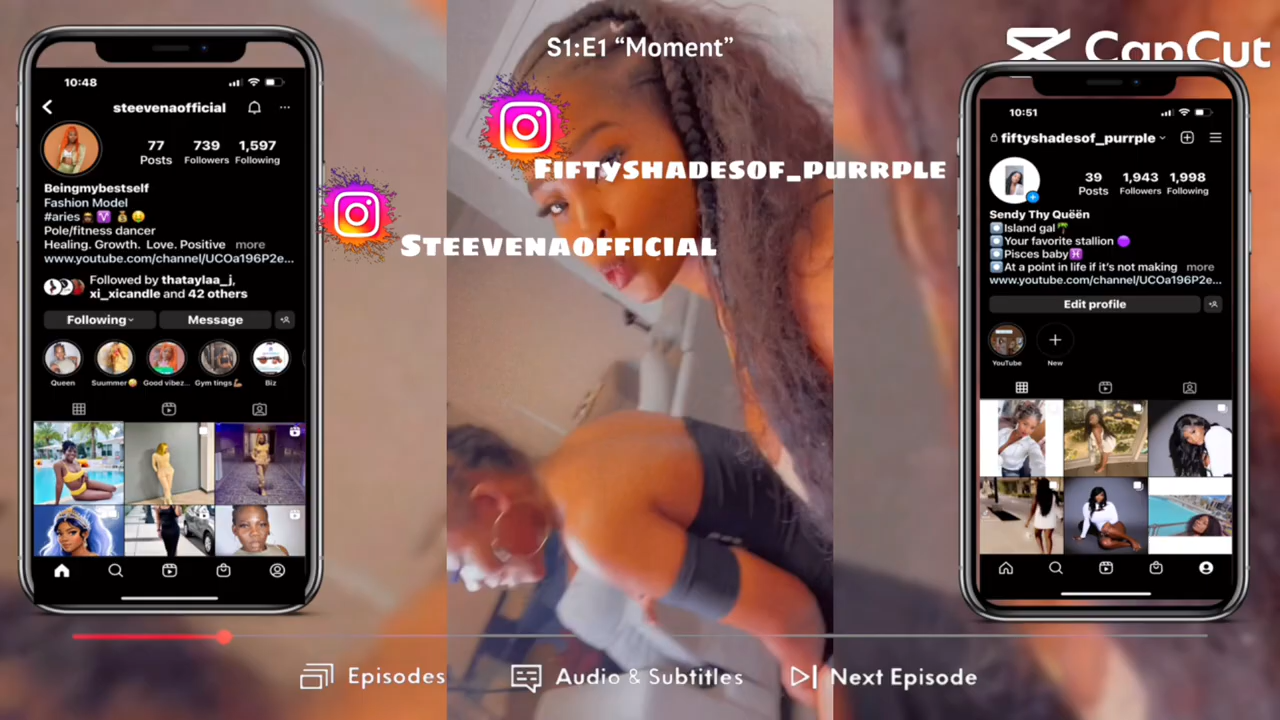 S1:E1 “Moment”
CapCut
10:48
steevenaofficial
77 739 1,597
Posts Followers Following
Beingmybestself
Fashion Model
#aries
Pole/fitness dancer
Healing. Growth. Love. Positive more
www.youtube.com/channel/UCOa196P2e...
Followed by thataylaa_j,
xi_xicandle and 42 others
Following Message
Queen Suummer Good vibez... Gym tings Biz
Fiftyshadesof_purrple
Steevenaofficial
10:51
fiftyshadesof_purrple
39 1,943 1,998
Posts Followers Following
Sendy Thy Quëën
Island gal
Your favorite stallion
Pisces baby
At a point in life if it's not making more
www.youtube.com/channel/UCOa196P2e...
Edit profile
YouTube New
Episodes Audio & Subtitles Next Episode